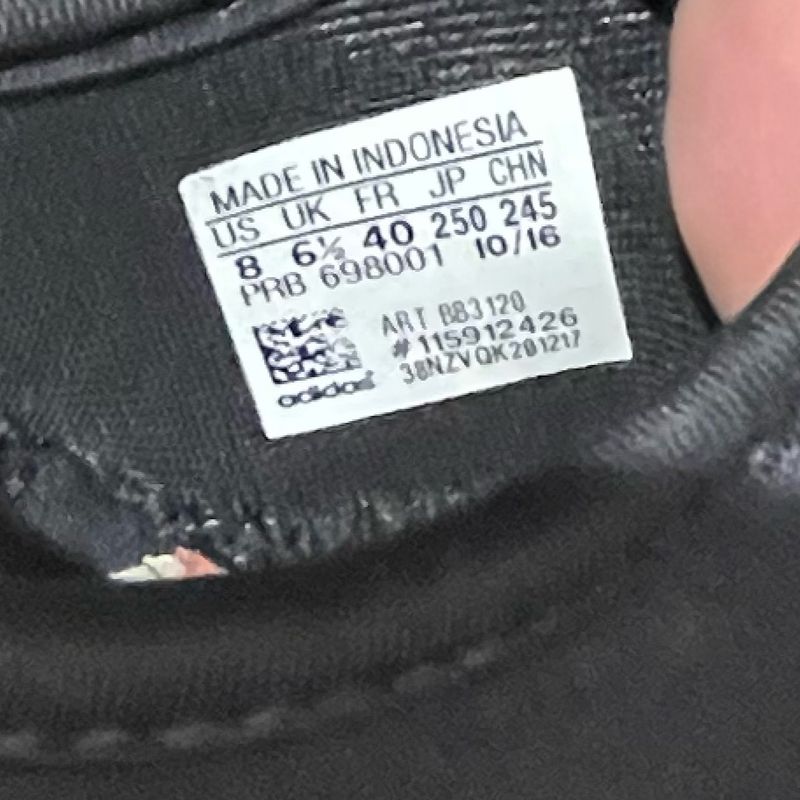 MADE IN INDONESIA
US UK FR JP CHN
8 6½ 40 250 245
PRB 698001 10/16
ART BB3120
#115912426
38NZVQK201217
adidas